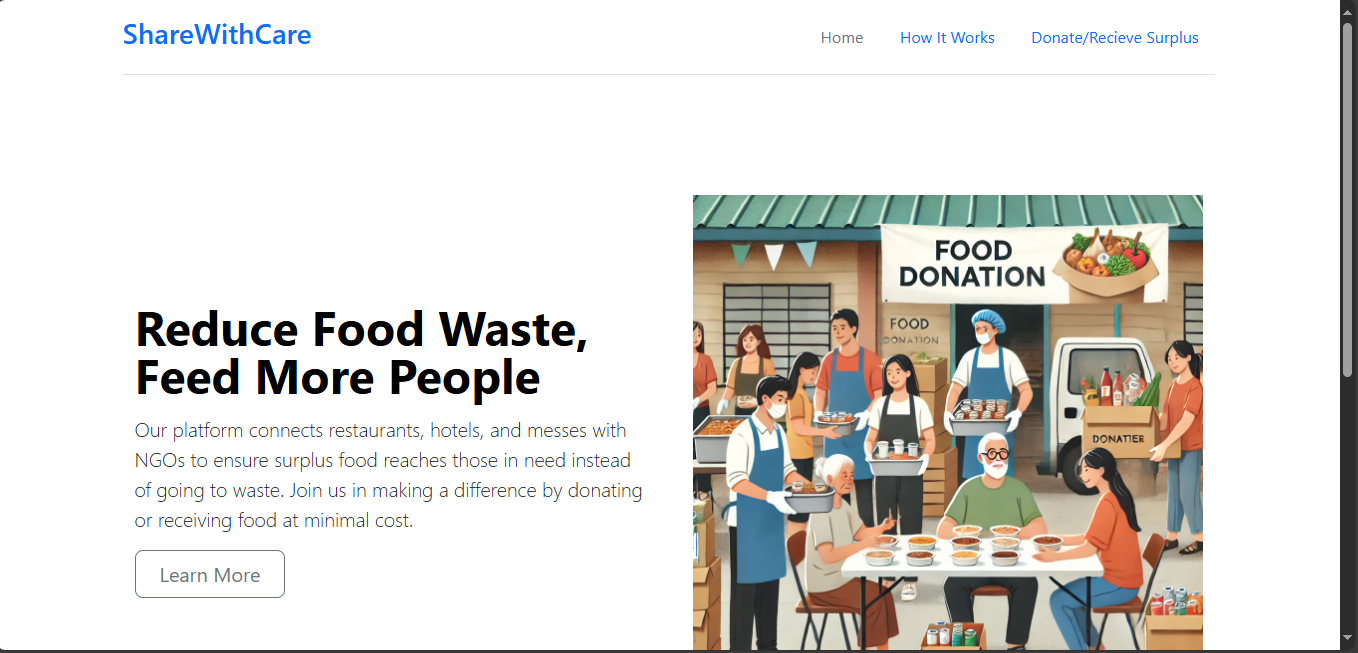 ShareWithCare
Home How It Works Donate/Recieve Surplus
Reduce Food Waste,
Feed More People
Our platform connects restaurants, hotels, and messes with
NGOs to ensure surplus food reaches those in need instead
of going to waste. Join us in making a difference by donating
or receiving food at minimal cost.
Learn More
FOOD
DONATION
FOOD
DONATION
DONATIER